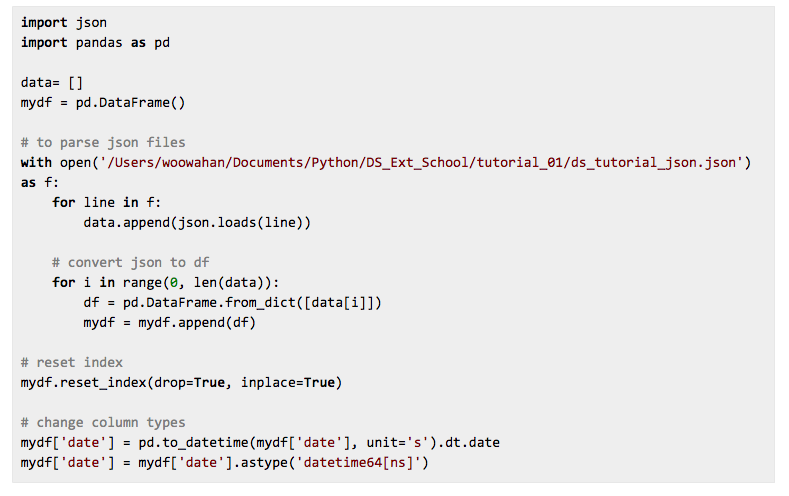 import json
import pandas as pd
data= []
mydf = pd.DataFrame()
# to parse json files
with open('/Users/woowahan/Documents/Python/DS_Ext_School/tutorial_01/ds_tutorial_json.json')
as f:
    for line in f:
        data.append(json.loads(line))
    # convert json to df
    for i in range(0, len(data)):
        df = pd.DataFrame.from_dict([data[i]])
        mydf = mydf.append(df)
# reset index
mydf.reset_index(drop=True, inplace=True)
# change column types
mydf['date'] = pd.to_datetime(mydf['date'], unit='s').dt.date
mydf['date'] = mydf['date'].astype('datetime64[ns]')